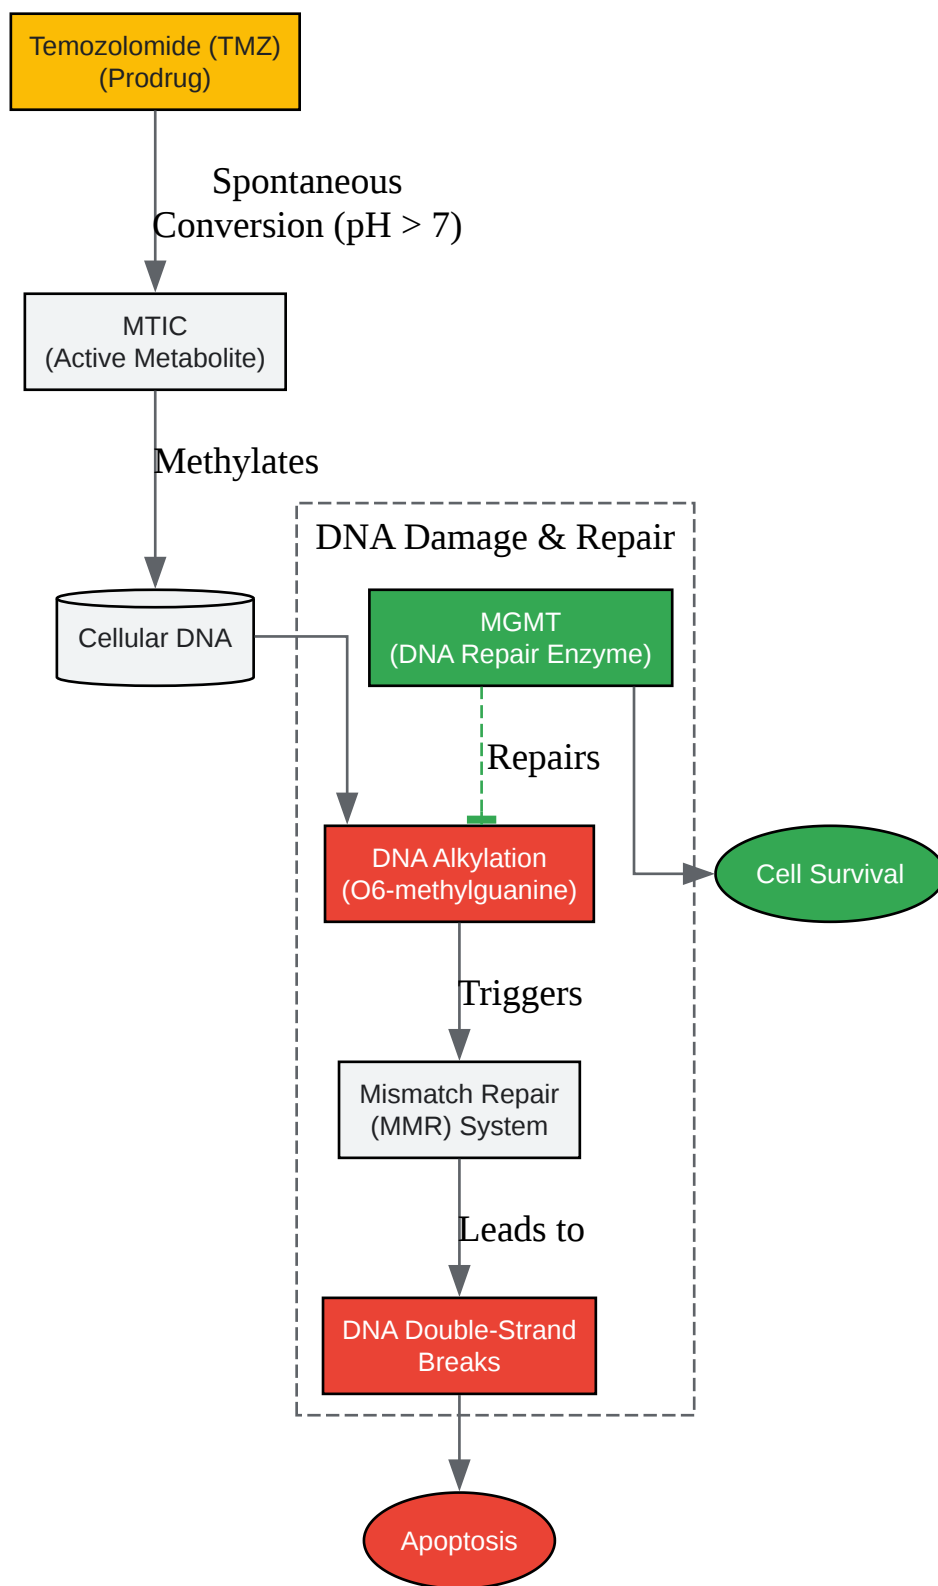 Temozolomide (TMZ)
(Prodrug)
Spontaneous
Conversion (pH > 7)
MTIC
(Active Metabolite)
Methylates
DNA Damage & Repair
Cellular DNA
MGMT
(DNA Repair Enzyme)
Repairs
DNA Alkylation
(O6-methylguanine)
Cell Survival
Triggers
Mismatch Repair
(MMR) System
Leads to
DNA Double-Strand
Breaks
Apoptosis